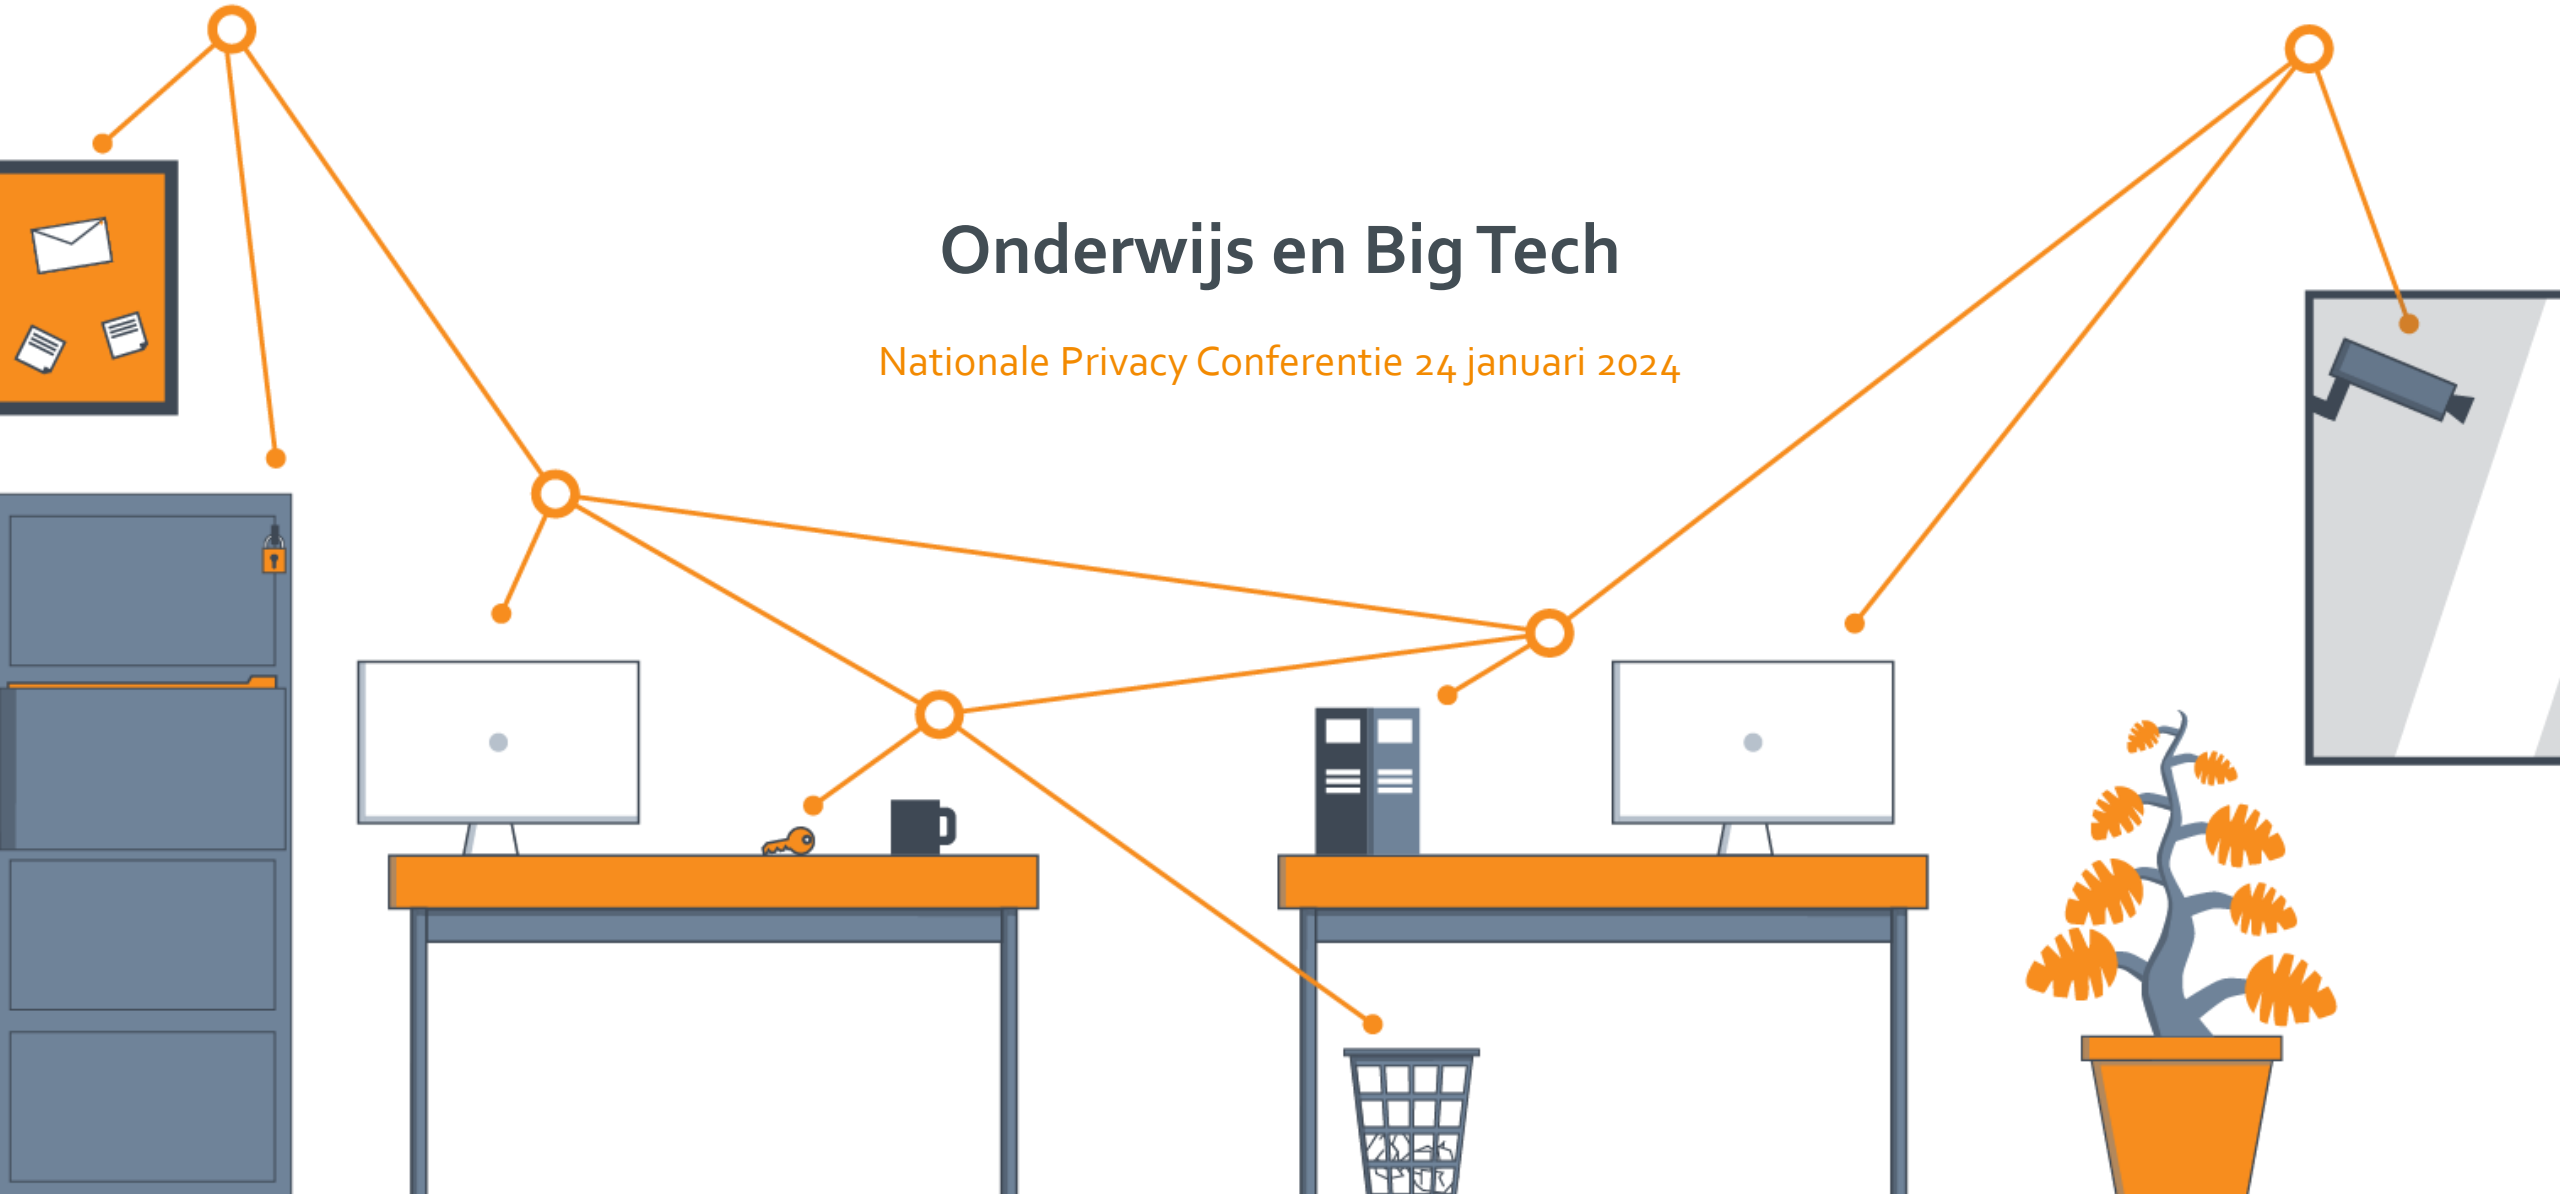 Onderwijs en Big Tech
Nationale Privacy Conferentie 24 januari 2024